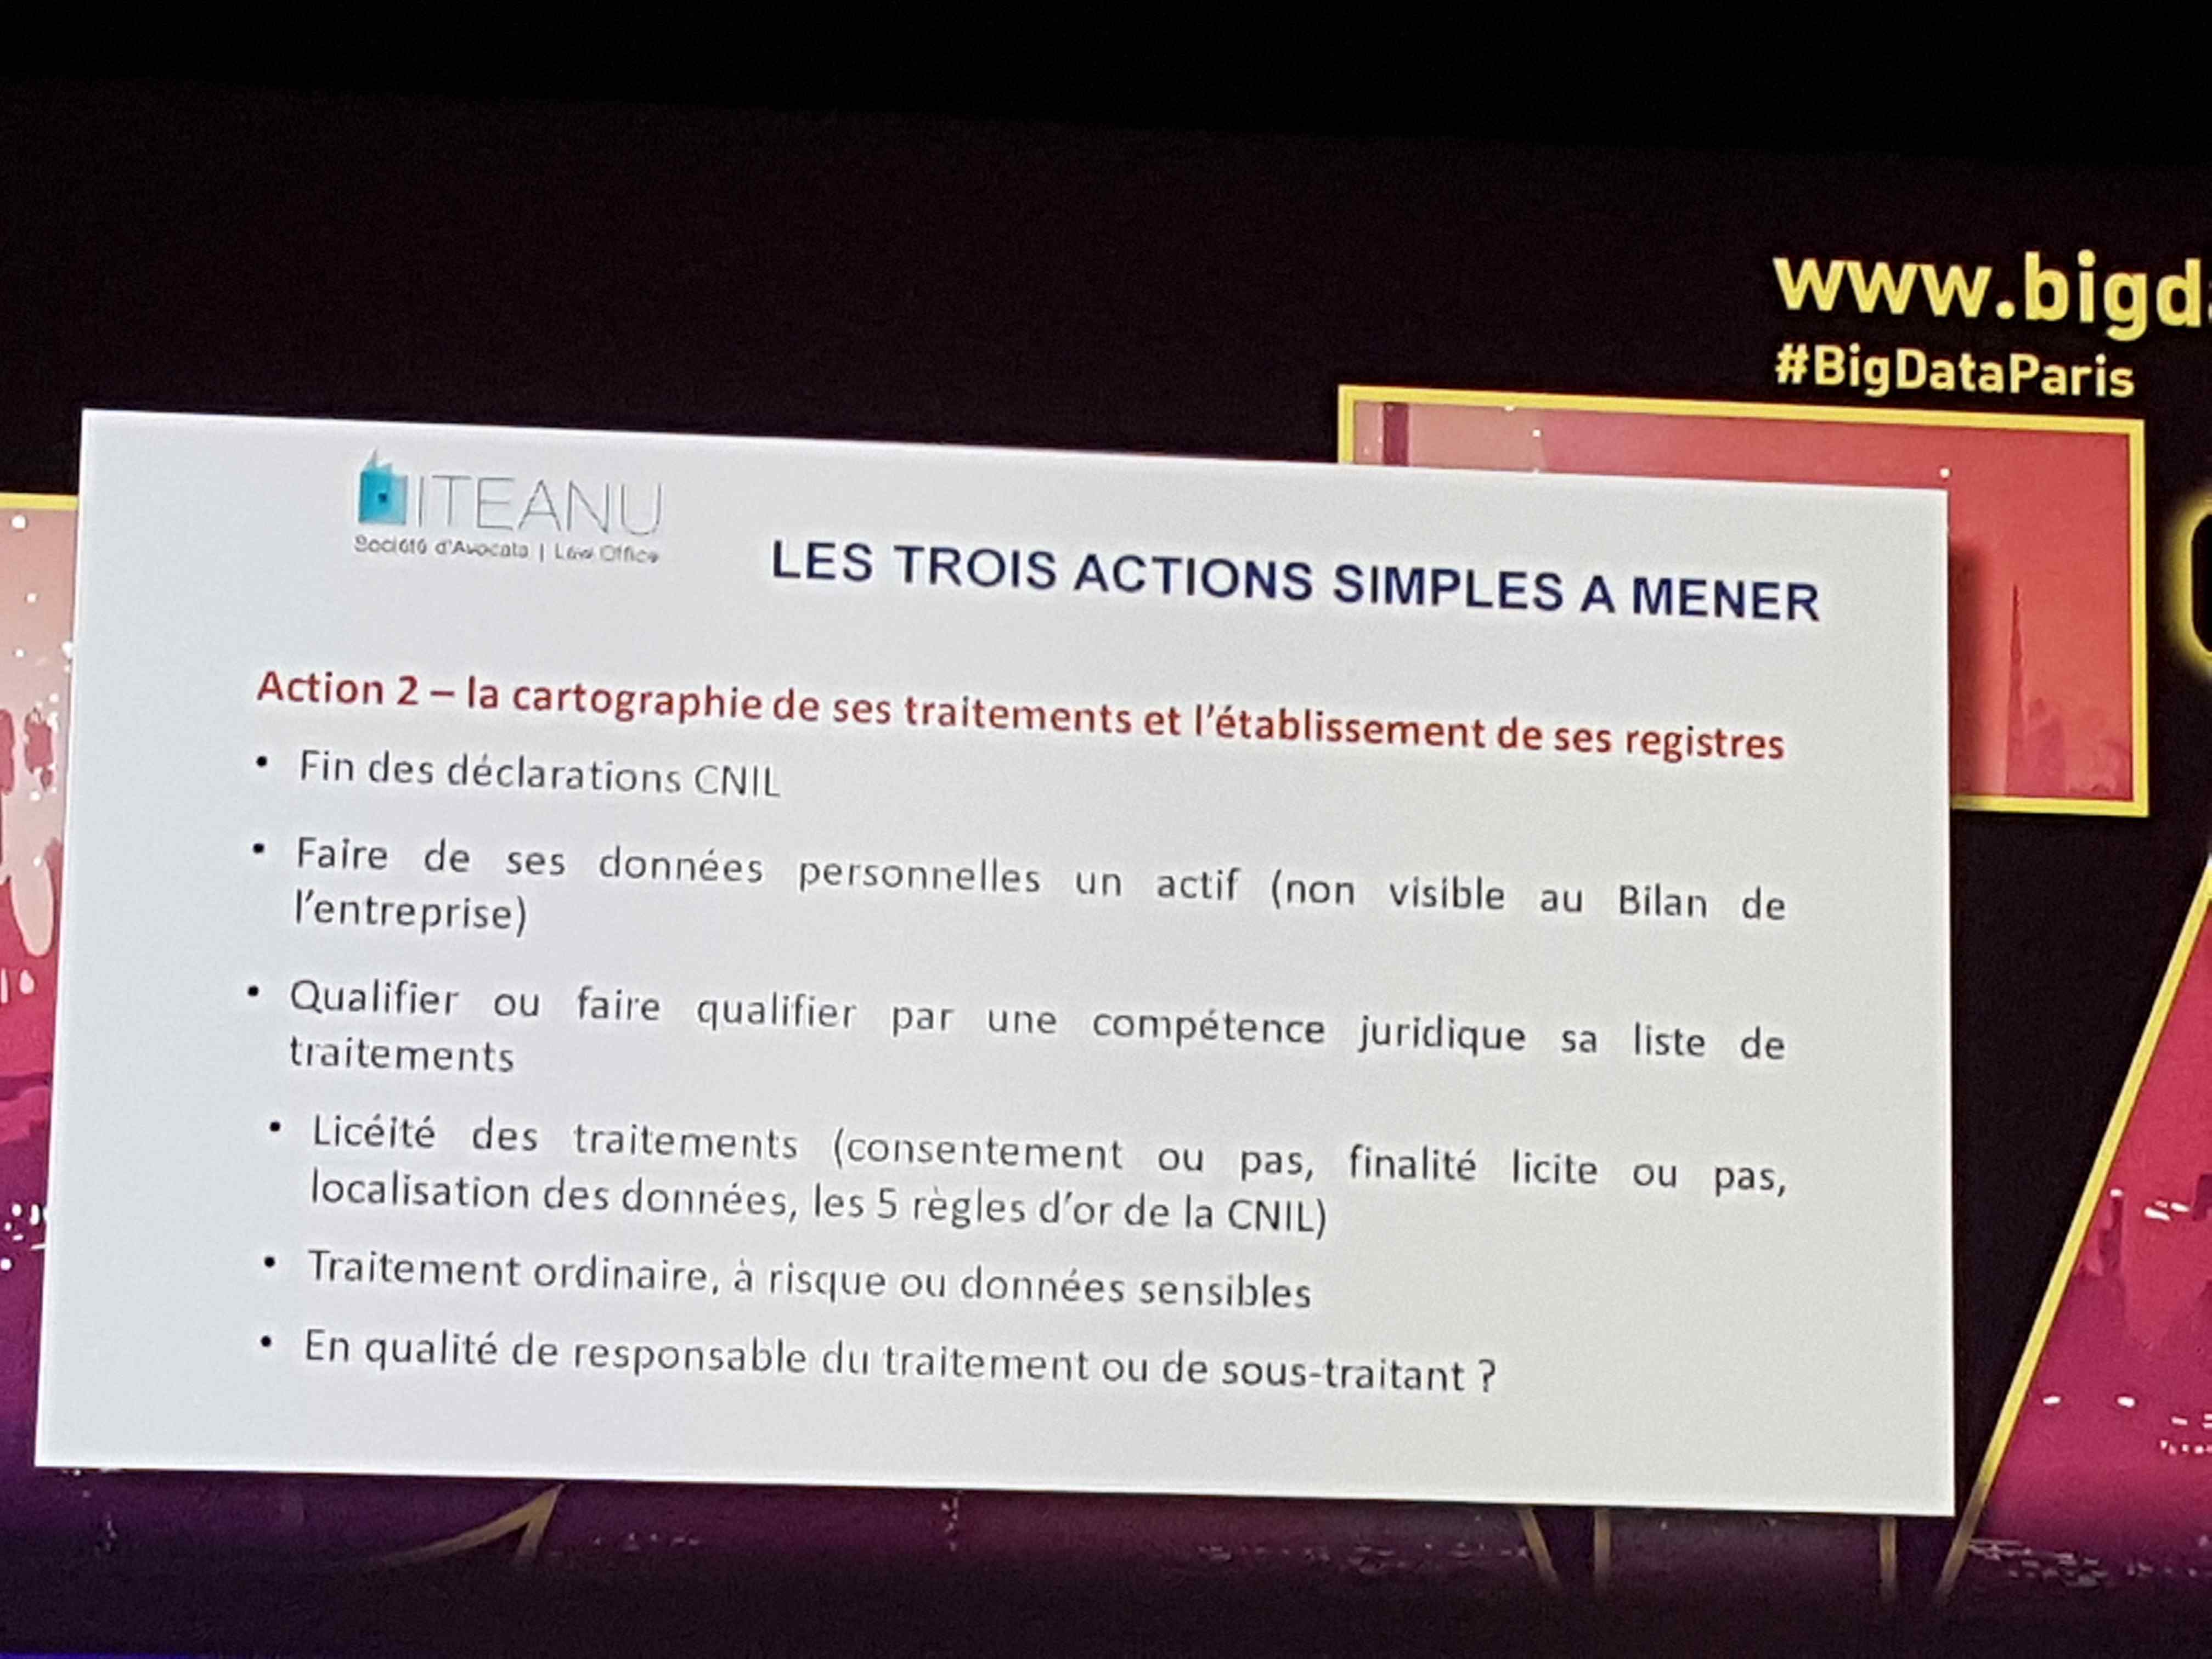 www.bigd
#BigDataParis
ITEANU
Société d'Avocats | Law Office
LES TROIS ACTIONS SIMPLES A MENER
Action 2 – la cartographie de ses traitements et l'établissement de ses registres
• Fin des déclarations CNIL
• Faire de ses données personnelles un actif (non visible au Bilan de
l'entreprise)
• Qualifier ou faire qualifier par une compétence juridique sa liste de
traitements
• Licéité des traitements (consentement ou pas, finalité licite ou pas,
localisation des données, les 5 règles d'or de la CNIL)
• Traitement ordinaire, à risque ou données sensibles
• En qualité de responsable du traitement ou de sous-traitant ?